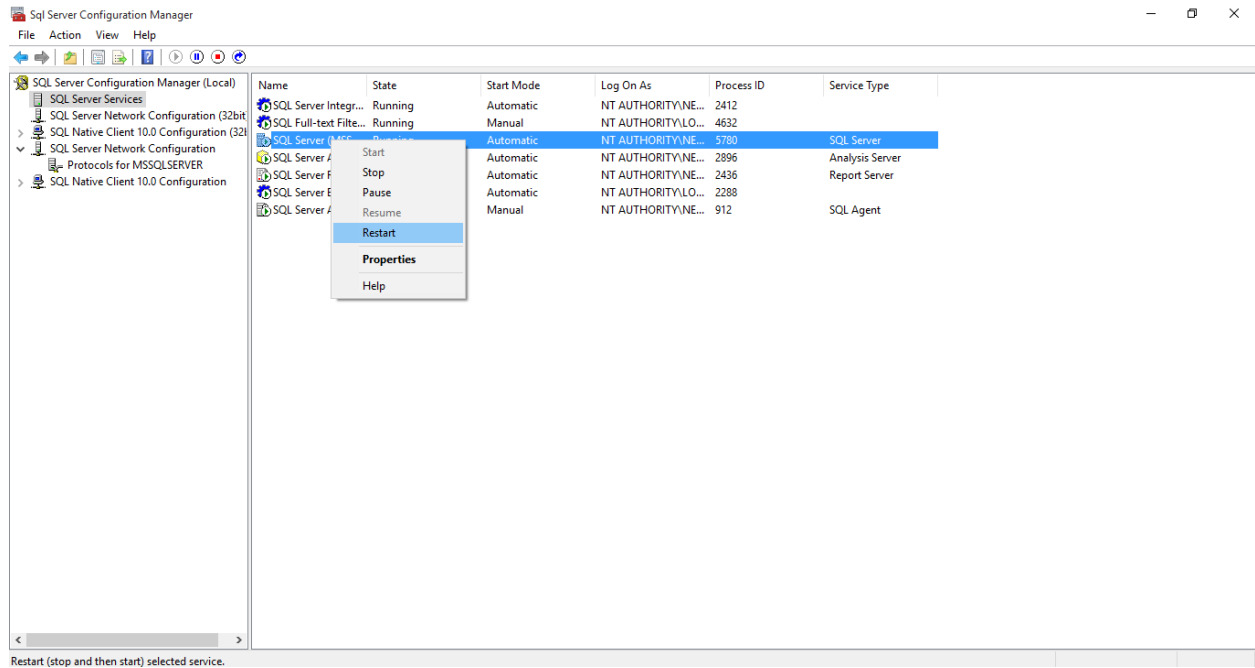 Sql Server Configuration Manager
File Action View Help
SQL Server Configuration Manager (Local)
SQL Server Services
SQL Server Network Configuration (32bit
SQL Native Client 10.0 Configuration (32l
SQL Server Network Configuration
Protocols for MSSQLSERVER
SQL Native Client 10.0 Configuration
Name State Start Mode Log On As Process ID Service Type
SQL Server Integr... Running Automatic NT AUTHORITY\NE... 2412
SQL Full-text Filte... Running Manual NT AUTHORITY\LO... 4632
SQL Server (MSS... Running Automatic NT AUTHORITY\NE... 5780 SQL Server
SQL Server A Automatic NT AUTHORITY\NE... 2896 Analysis Server
SQL Server Automatic NT AUTHORITY\NE... 2436 Report Server
SQL Server Automatic NT AUTHORITY\LO... 2288
SQL Server A Manual NT AUTHORITY\NE... 912 SQL Agent
Start
Stop
Pause
Resume
Restart
Properties
Help
Restart (stop and then start) selected service.